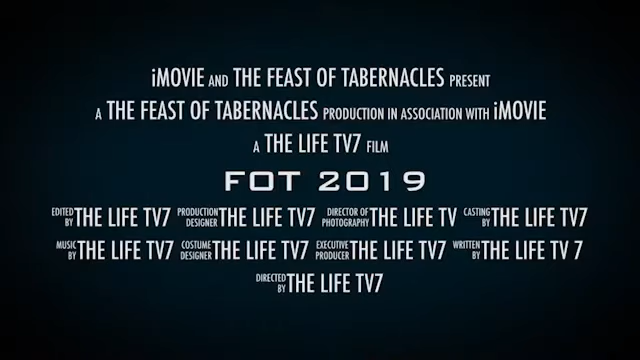 iMOVIE AND THE FEAST OF TABERNACLES PRESENT
A THE FEAST OF TABERNACLES PRODUCTION IN ASSOCIATION WITH iMOVIE
A THE LIFE TV7 FILM
FOT 2019
EDITED BY THE LIFE TV7 PRODUCTION DESIGNER THE LIFE TV7 DIRECTOR OF PHOTOGRAPHY THE LIFE TV CASTING BY THE LIFE TV7
MUSIC BY THE LIFE TV7 COSTUME DESIGNER THE LIFE TV7 EXECUTIVE PRODUCER THE LIFE TV7 WRITTEN BY THE LIFE TV 7
DIRECTED BY THE LIFE TV7